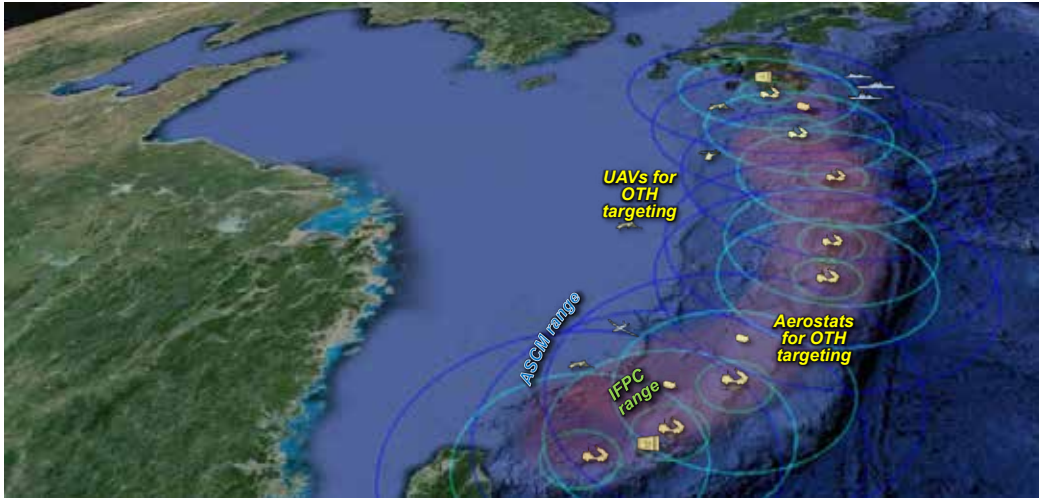 UAVs for
OTH
targeting
ASCM range
Aerostats
for OTH
targeting
IFPC
range